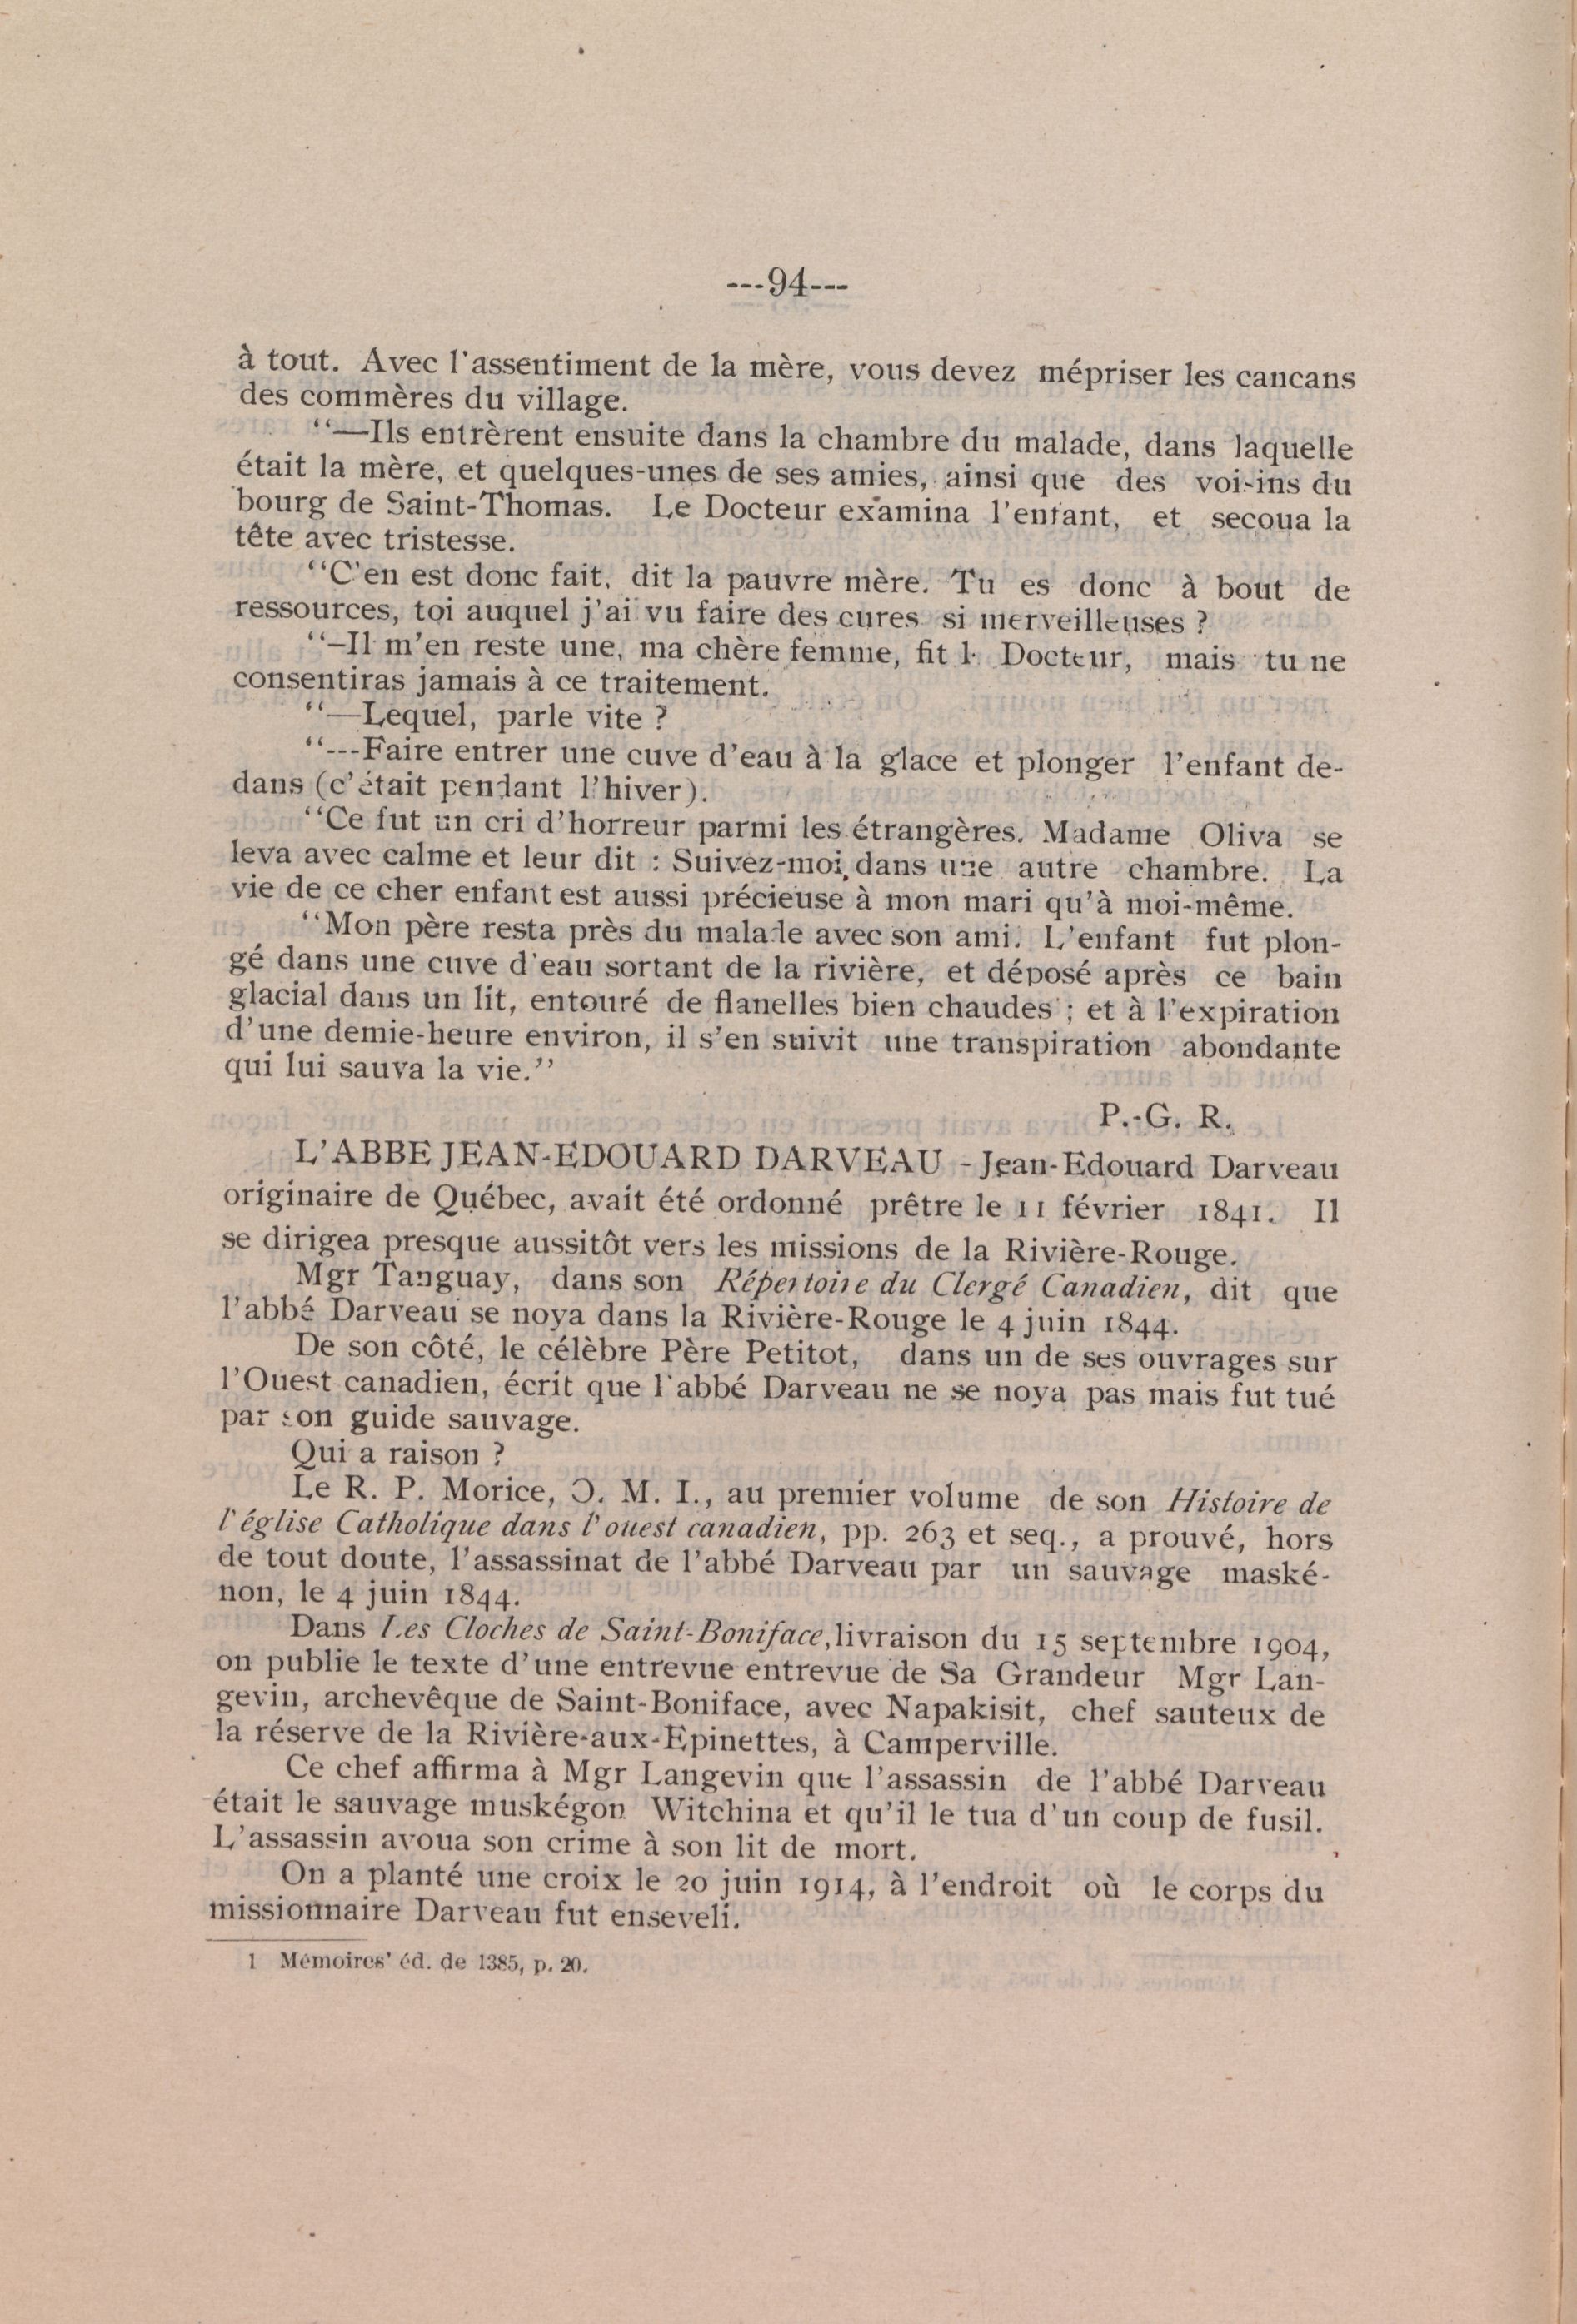 ---94---
à tout. Avec l'assentiment de la mère, vous devez mépriser les cancans
des commères du village.
"—Ils entrèrent ensuite dans la chambre du malade, dans laquelle
était la mère, et quelques-unes de ses amies, ainsi que des voisins du
bourg de Saint-Thomas. Le Docteur examina l'enfant, et secoua la
tête avec tristesse.
"C'en est donc fait, dit la pauvre mère. Tu es donc à bout de
ressources, toi auquel j'ai vu faire des cures si merveilleuses ?
"—Il m'en reste une, ma chère femme, fit l. Docteur, mais tu ne
consentiras jamais à ce traitement.
"—Lequel, parle vite ?
"---Faire entrer une cuve d'eau à la glace et plonger l'enfant de-
dans (c'était pendant l'hiver).
"Ce fut un cri d'horreur parmi les étrangères. Madame Oliva se
leva avec calme et leur dit : Suivez-moi, dans une autre chambre. La
vie de ce cher enfant est aussi précieuse à mon mari qu'à moi-même.
"Mon père resta près du malade avec son ami. L'enfant fut plon-
gé dans une cuve d'eau sortant de la rivière, et déposé après ce bain
glacial dans un lit, entouré de flanelles bien chaudes ; et à l'expiration
d'une demie-heure environ, il s'en suivit une transpiration abondante
qui lui sauva la vie."
P.-G. R.
L'ABBE JEAN-EDOUARD DARVEAU - Jean-Edouard Darveau
originaire de Québec, avait été ordonné prêtre le 11 février 1841. Il
se dirigea presque aussitôt vers les missions de la Rivière-Rouge.
Mgr Tanguay, dans son Répertoire du Clergé Canadien, dit que
l'abbé Darveau se noya dans la Rivière-Rouge le 4 juin 1844.
De son côté, le célèbre Père Petitot, dans un de ses ouvrages sur
l'Ouest canadien, écrit que l'abbé Darveau ne se noya pas mais fut tué
par son guide sauvage.
Qui a raison ?
Le R. P. Morice, O. M. I., au premier volume de son Histoire de
l'église Catholique dans l'ouest canadien, pp. 263 et seq., a prouvé, hors
de tout doute, l'assassinat de l'abbé Darveau par un sauvage maské-
non, le 4 juin 1844.
Dans Les Cloches de Saint-Boniface, livraison du 15 septembre 1904,
on publie le texte d'une entrevue entrevue de Sa Grandeur Mgr Lan-
gevin, archevêque de Saint-Boniface, avec Napakisit, chef sauteux de
la réserve de la Rivière-aux-Epinettes, à Camperville.
Ce chef affirma à Mgr Langevin que l'assassin de l'abbé Darveau
était le sauvage muskégon Witchina et qu'il le tua d'un coup de fusil.
L'assassin avoua son crime à son lit de mort.
On a planté une croix le 20 juin 1914, à l'endroit où le corps du
missionnaire Darveau fut enseveli.
1 Mémoires' éd. de 1385, p. 20.